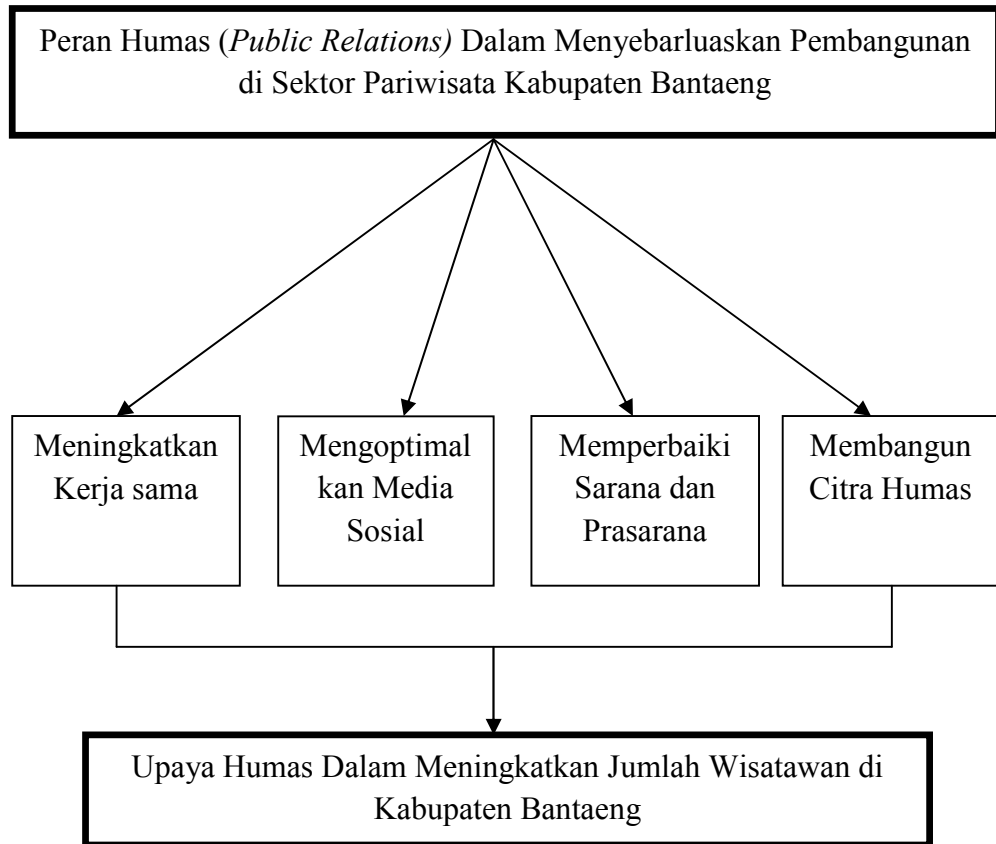 Peran Humas (Public Relations) Dalam Menyebarluaskan Pembangunan
di Sektor Pariwisata Kabupaten Bantaeng
Meningkatkan
Kerja sama
Mengoptimal
kan Media
Sosial
Memperbaiki
Sarana dan
Prasarana
Membangun
Citra Humas
Upaya Humas Dalam Meningkatkan Jumlah Wisatawan di
Kabupaten Bantaeng